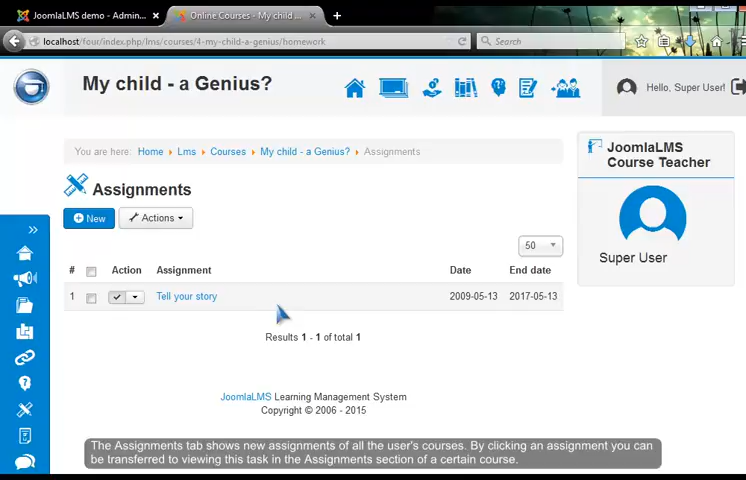 JoomlaLMS demo - Admin...
Online Courses - My child ...
localhost/four/index.php/lms/courses/4-my-child-a-genius/homework
Search
My child - a Genius?
Hello, Super User!
You are here: Home Lms Courses My child - a Genius? Assignments
JoomlaLMS
Course Teacher
Super User
Assignments
New
Actions
50
# Action Assignment Date End date
1 Tell your story 2009-05-13 2017-05-13
Results 1 - 1 of total 1
JoomlaLMS Learning Management System
Copyright © 2006 - 2015
The Assignments tab shows new assignments of all the user's courses. By clicking an assignment you can
be transferred to viewing this task in the Assignments section of a certain course.